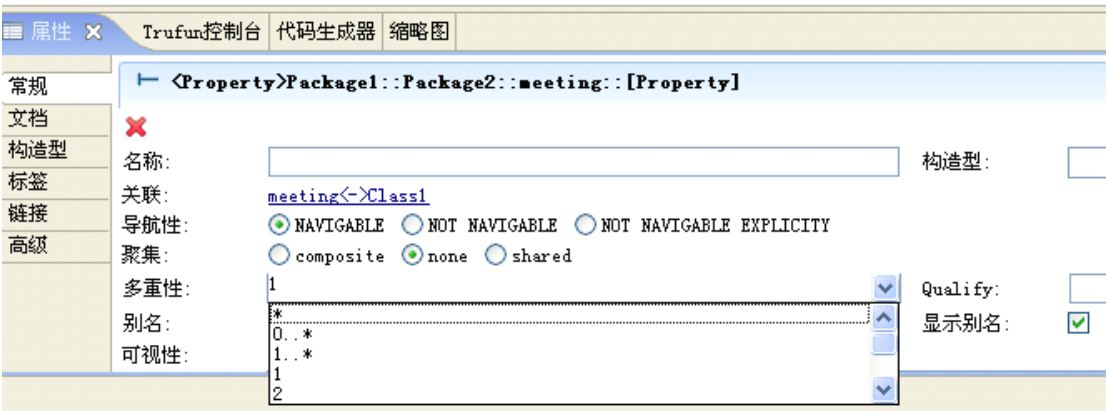 属性 Trufun控制台 代码生成器 缩略图
常规 <Property>Package1::Package2::meeting::[Property]
文档
构造型 名称: 构造型:
标签 关联: meeting<->Class1
链接 导航性: NAVIGABLE NOT NAVIGABLE NOT NAVIGABLE EXPLICITY
高级 聚集: composite none shared
多重性: 1 Qualify:
*
别名: 0..* 显示别名:
可视性: 1..*
1
2